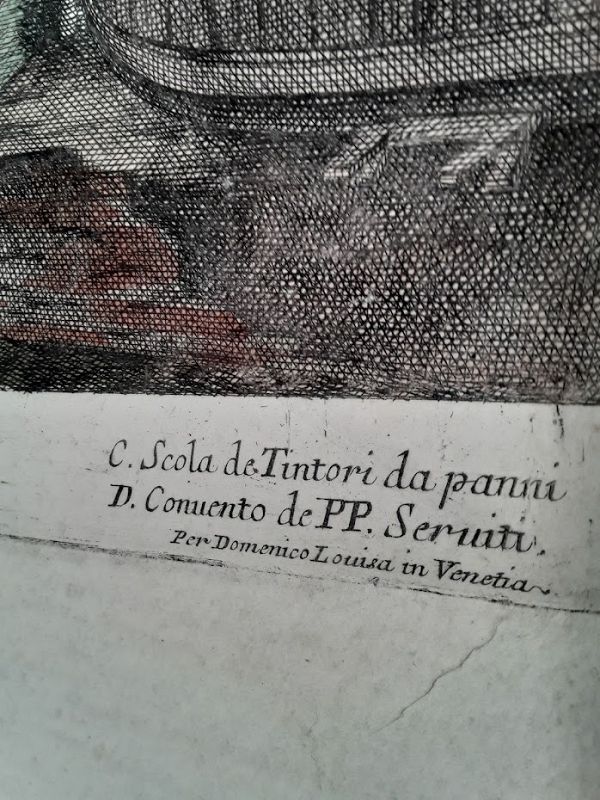 C. Scola de Tintori da panni
D. Conuento de PP. Seruiti.
Per Domenico Louisa in Venetia